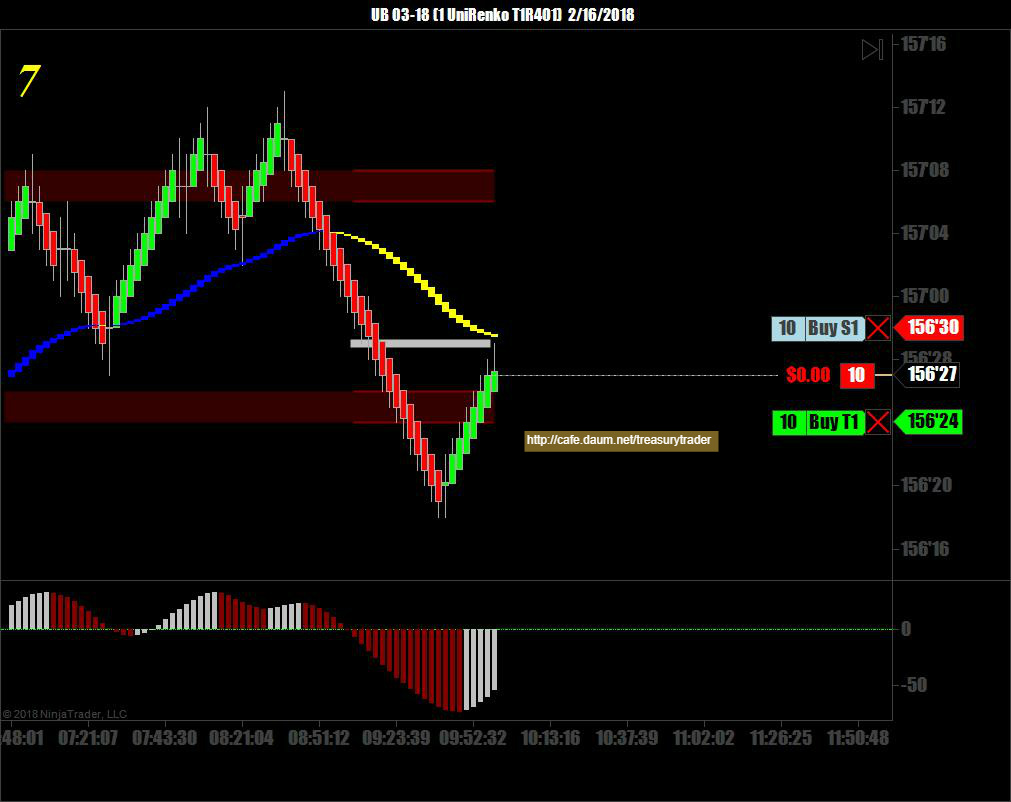 UB 03-18 (1 UniRenko T1R401) 2/16/2018
7
157'16
157'12
157'08
157'04
157'00
10 Buy S1 156'30
156'28
$0.00 10 156'27
10 Buy T1 156'24
http://cafe.daum.net/treasurytrader
156'20
156'16
0
-50
© 2018 NinjaTrader, LLC
:48:01 07:21:07 07:43:30 08:21:04 08:51:12 09:23:39 09:52:32 10:13:16 10:37:39 11:02:02 11:26:25 11:50:48